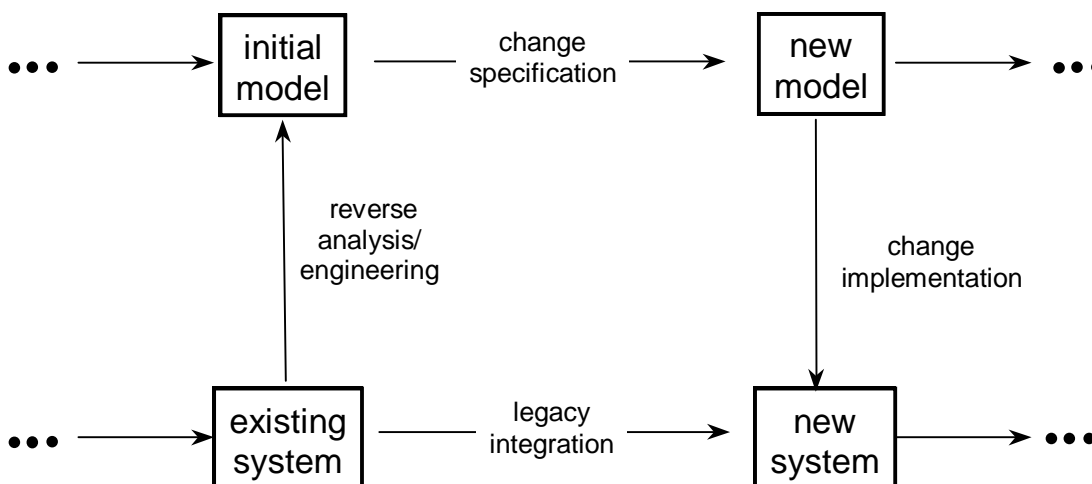 initial
model
change
specification
new
model
reverse
analysis/
engineering
change
implementation
existing
system
legacy
integration
new
system